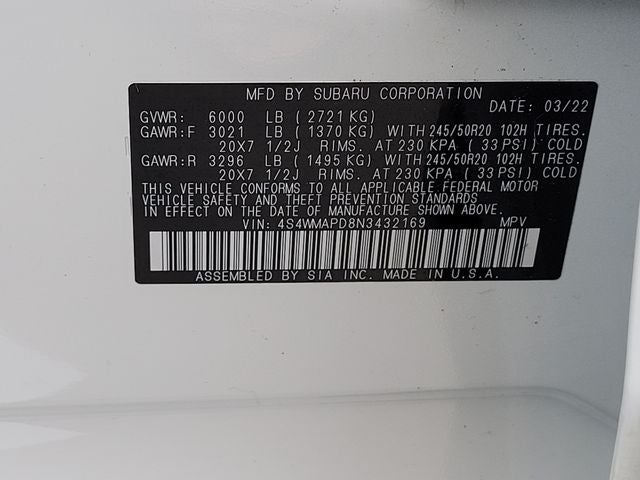 MFD BY SUBARU CORPORATION
DATE: 03/22
GVWR: 6000 LB ( 2721 KG)
GAWR: F 3021 LB ( 1370 KG) WITH 245/50R20 102H TIRES.
20X7 1/2J RIMS. AT 230 KPA ( 33 PSI) COLD
GAWR: R 3296 LB ( 1495 KG) WITH 245/50R20 102H TIRES.
20X7 1/2J RIMS. AT 230 KPA ( 33 PSI) COLD
THIS VEHICLE CONFORMS TO ALL APPLICABLE FEDERAL MOTOR
VEHICLE SAFETY AND THEFT PREVENTION STANDARDS
IN EFFECT ON THE DATE OF MANUFACTURE SHOWN ABOVE.
VIN: 4S4WMAPD8N3432169 MPV
ASSEMBLED BY SIA INC. MADE IN U.S.A.